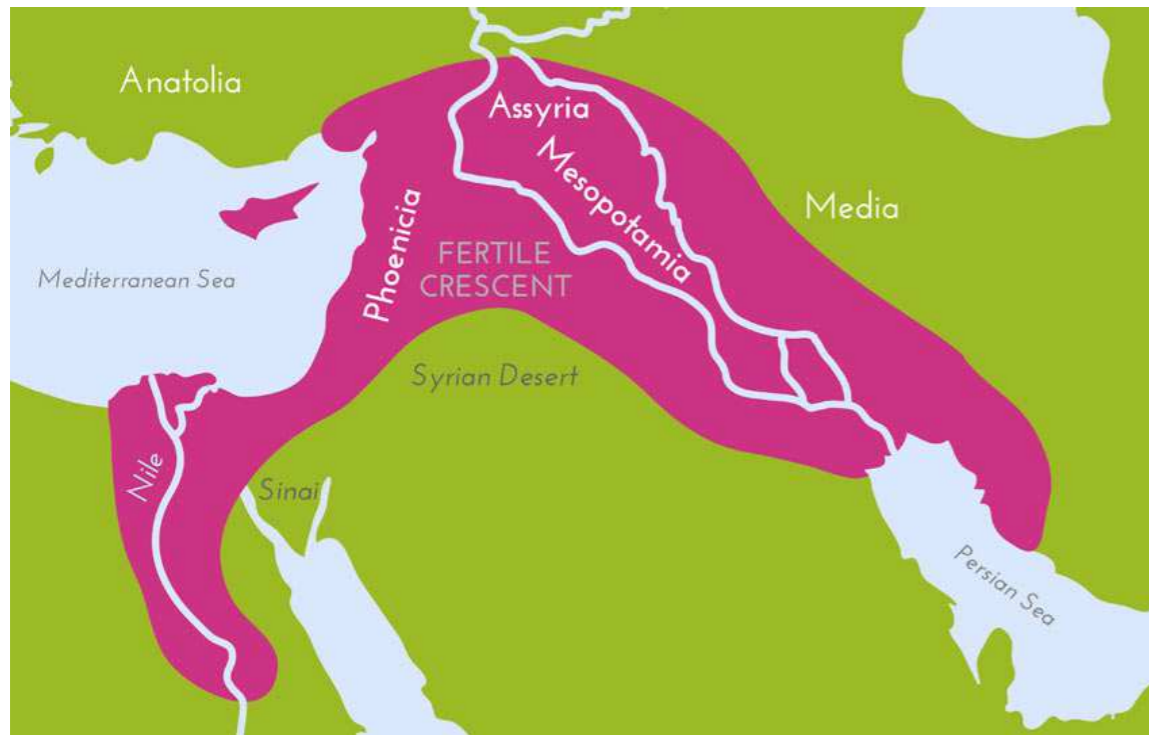 Anatolia
Assyria
Mesopotamia
Media
Phoenicia
FERTILE
CRESCENT
Mediterranean Sea
Syrian Desert
Nile
Sinai
Persian Sea